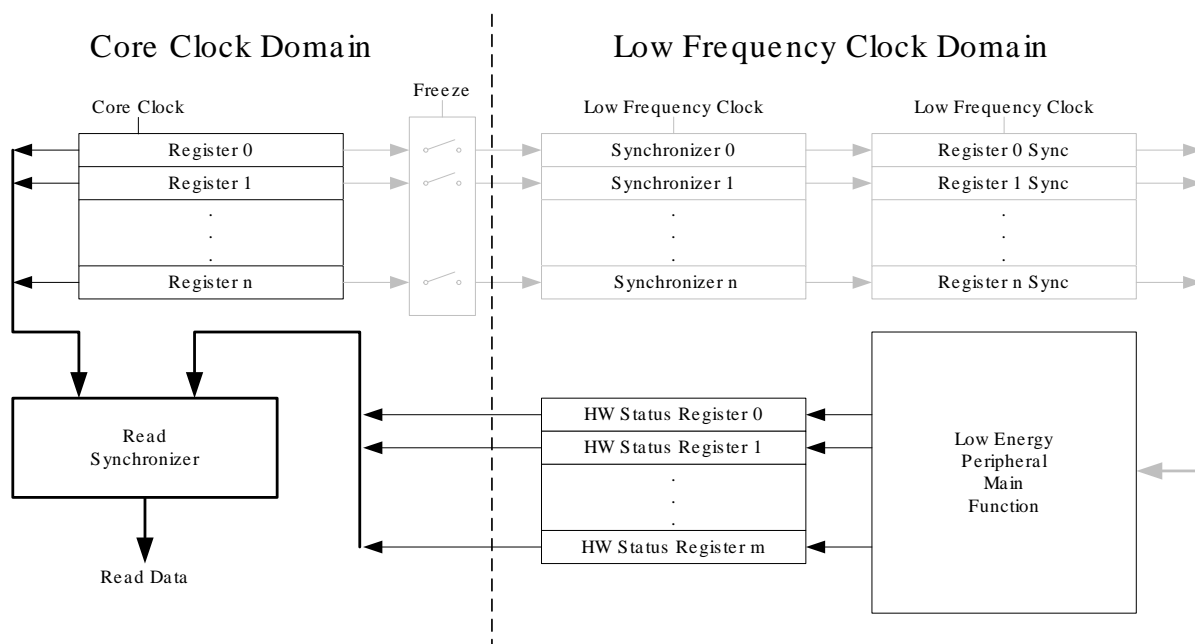 Core Clock Domain
Low Frequency Clock Domain
Freeze
Core Clock
Low Frequency Clock
Low Frequency Clock
Register 0
Synchronizer 0
Register 0 Sync
Register 1
Synchronizer 1
Register 1 Sync
.
.
.
.
.
.
.
.
.
Register n
Synchronizer n
Register n Sync
HW Status Register 0
HW Status Register 1
.
.
.
HW Status Register m
Read
Synchronizer
Low Energy
Peripheral
Main
Function
Read Data